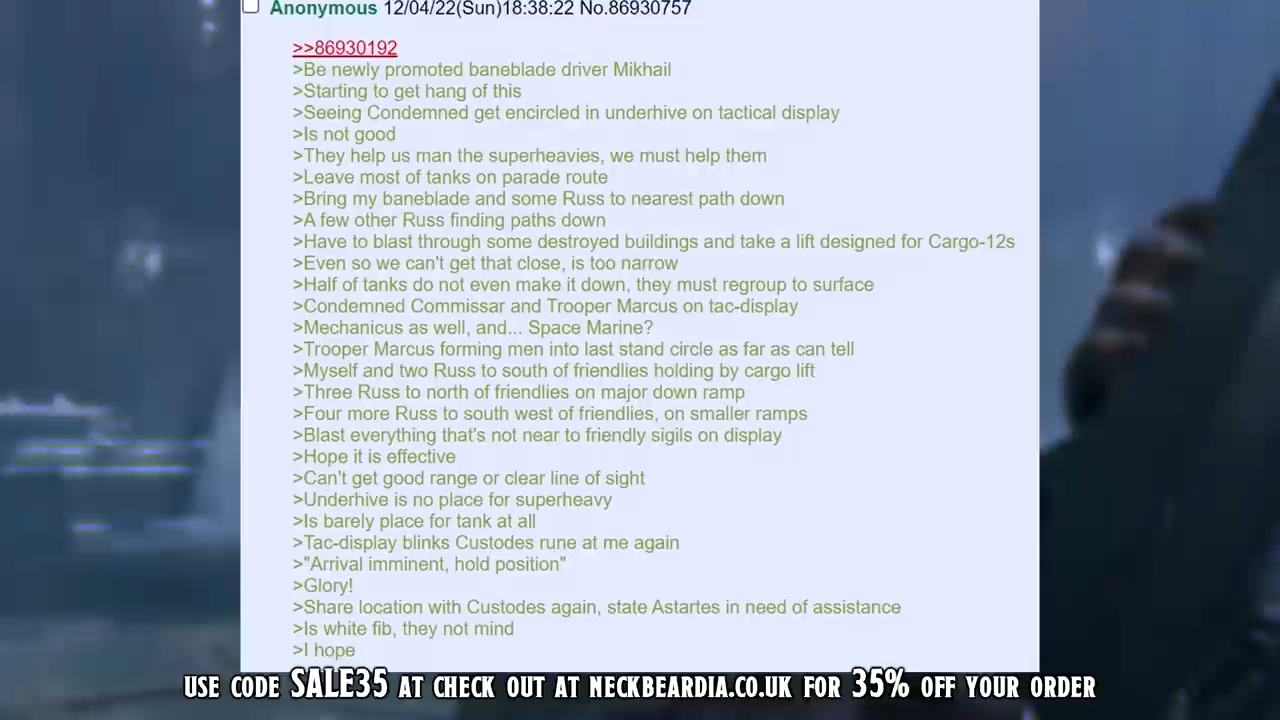 Anonymous 12/04/22(Sun)18:38:22 No.86930757
>>86930192
>Be newly promoted baneblade driver Mikhail
>Starting to get hang of this
>Seeing Condemned get encircled in underhive on tactical display
>Is not good
>They help us man the superheavies, we must help them
>Leave most of tanks on parade route
>Bring my baneblade and some Russ to nearest path down
>A few other Russ finding paths down
>Have to blast through some destroyed buildings and take a lift designed for Cargo-12s
>Even so we can't get that close, is too narrow
>Half of tanks do not even make it down, they must regroup to surface
>Condemned Commissar and Trooper Marcus on tac-display
>Mechanicus as well, and... Space Marine?
>Trooper Marcus forming men into last stand circle as far as can tell
>Myself and two Russ to south of friendlies holding by cargo lift
>Three Russ to north of friendlies on major down ramp
>Four more Russ to south west of friendlies, on smaller ramps
>Blast everything that's not near to friendly sigils on display
>Hope it is effective
>Can't get good range or clear line of sight
>Underhive is no place for superheavy
>Is barely place for tank at all
>Tac-display blinks Custodes rune at me again
>"Arrival imminent, hold position"
>Glory!
>Share location with Custodes again, state Astartes in need of assistance
>Is white fib, they not mind
>I hope
USE CODE SALE35 AT CHECK OUT AT NECKBEARDIA.CO.UK FOR 35% OFF YOUR ORDER